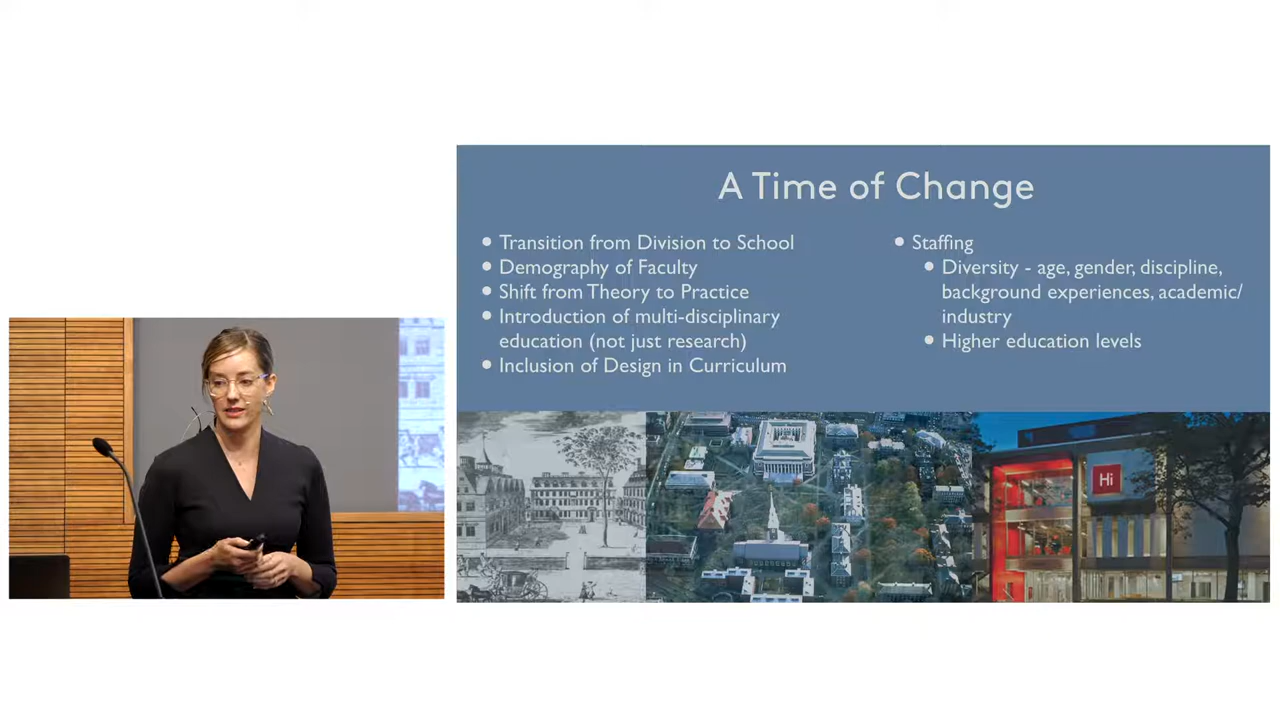 A Time of Change
Transition from Division to School
Demography of Faculty
Shift from Theory to Practice
Introduction of multi-disciplinary
education (not just research)
Inclusion of Design in Curriculum
Staffing
Diversity - age, gender, discipline,
background experiences, academic/
industry
Higher education levels
Hi